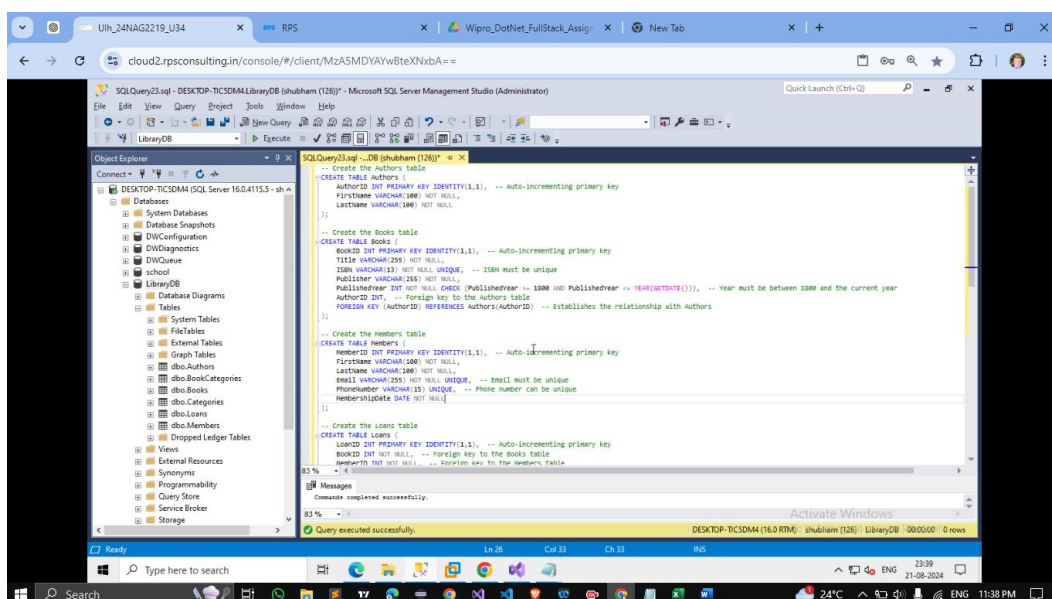 Ulh_24NAG2219_U34
RPS RPS
Wipro_DotNet_FullStack_Assign
New Tab
cloud2.rpsconsulting.in/console/#/client/MzA5MDYAYwBteXNxbA==
SQLQuery23.sql - DESKTOP-TIC5DM4.LibraryDB (shubham (126))* - Microsoft SQL Server Management Studio (Administrator)
Quick Launch (Ctrl+Q)
File Edit View Query Project Tools Window Help
New Query
LibraryDB
Execute
Object Explorer
SQLQuery23.sql -...DB (shubham (126))*
Connect
DESKTOP-TIC5DM4 (SQL Server 16.0.4115.5 - sh
Databases
System Databases
Database Snapshots
DWConfiguration
DWDiagnostics
DWQueue
school
LibraryDB
Database Diagrams
Tables
System Tables
FileTables
External Tables
Graph Tables
dbo.Authors
dbo.BookCategories
dbo.Books
dbo.Categories
dbo.Loans
dbo.Members
Dropped Ledger Tables
Views
External Resources
Synonyms
Programmability
Query Store
Service Broker
Storage
-- Create the Authors table
CREATE TABLE Authors (
AuthorID INT PRIMARY KEY IDENTITY(1,1), -- Auto-incrementing primary key
FirstName VARCHAR(100) NOT NULL,
LastName VARCHAR(100) NOT NULL
);
-- Create the Books table
CREATE TABLE Books (
BookID INT PRIMARY KEY IDENTITY(1,1), -- Auto-incrementing primary key
Title VARCHAR(255) NOT NULL,
ISBN VARCHAR(13) NOT NULL UNIQUE, -- ISBN must be unique
Publisher VARCHAR(255) NOT NULL,
PublishedYear INT NOT NULL CHECK (PublishedYear >= 1800 AND PublishedYear <= YEAR(GETDATE())), -- Year must be between 1800 and the current year
AuthorID INT, -- Foreign key to the Authors table
FOREIGN KEY (AuthorID) REFERENCES Authors(AuthorID) -- Establishes the relationship with Authors
);
-- Create the Members table
CREATE TABLE Members (
MemberID INT PRIMARY KEY IDENTITY(1,1), -- Auto-incrementing primary key
FirstName VARCHAR(100) NOT NULL,
LastName VARCHAR(100) NOT NULL,
Email VARCHAR(255) NOT NULL UNIQUE, -- Email must be unique
PhoneNumber VARCHAR(15) UNIQUE, -- Phone number can be unique
MembershipDate DATE NOT NULL
);
-- Create the Loans table
CREATE TABLE Loans (
LoanID INT PRIMARY KEY IDENTITY(1,1), -- Auto-incrementing primary key
BookID INT NOT NULL, -- Foreign key to the Books table
MemberID INT NOT NULL, -- Foreign key to the Members table
83 %
Messages
Commands completed successfully.
83 %
Activate Windows
Query executed successfully.
DESKTOP-TIC5DM4 (16.0 RTM) shubham (126) LibraryDB 00:00:00 0 rows
Ready
Ln 26 Col 33 Ch 33 INS
Type here to search
ENG
23:39
21-08-2024
Search
24°C
ENG 11:38 PM